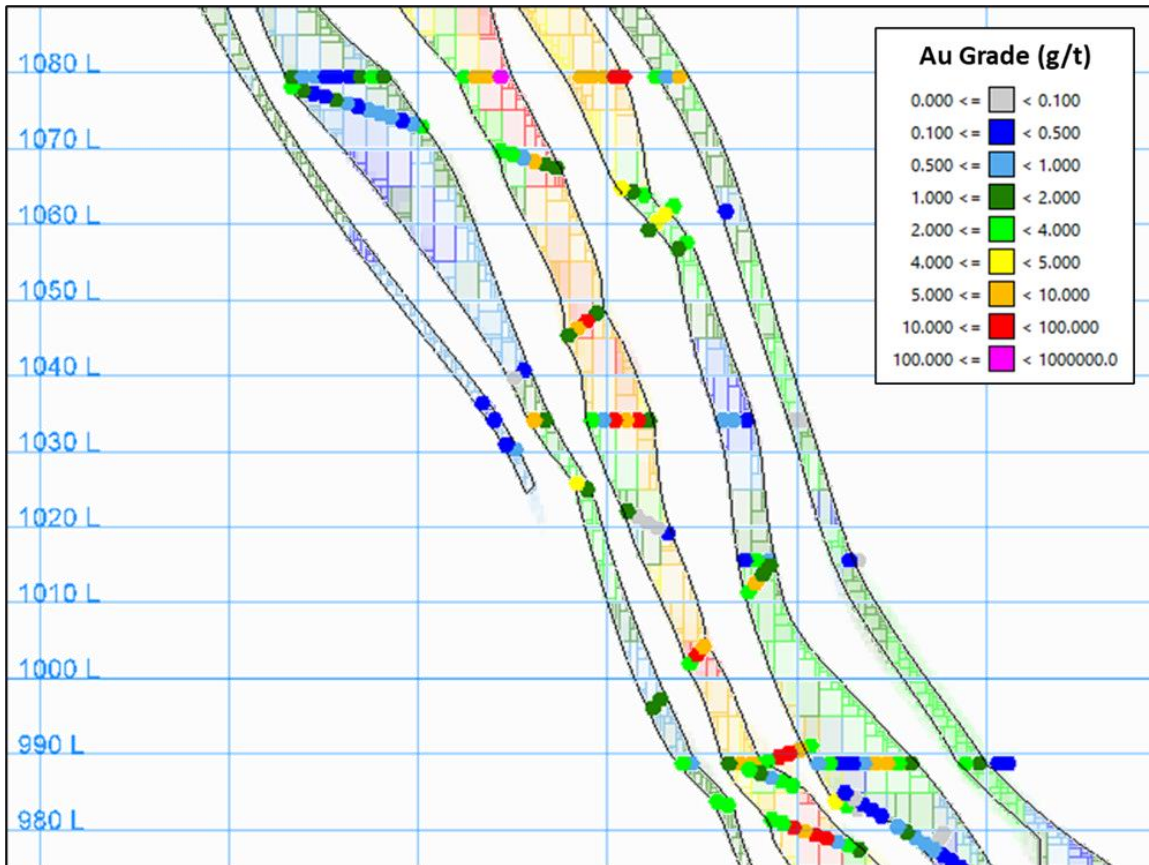 Au Grade (g/t)
0.000 <= < 0.100
0.100 <= < 0.500
0.500 <= < 1.000
1.000 <= < 2.000
2.000 <= < 4.000
4.000 <= < 5.000
5.000 <= < 10.000
10.000 <= < 100.000
100.000 <= < 1000000.0
1080 L
1070 L
1060 L
1050 L
1040 L
1030 L
1020 L
1010 L
1000 L
990 L
980 L